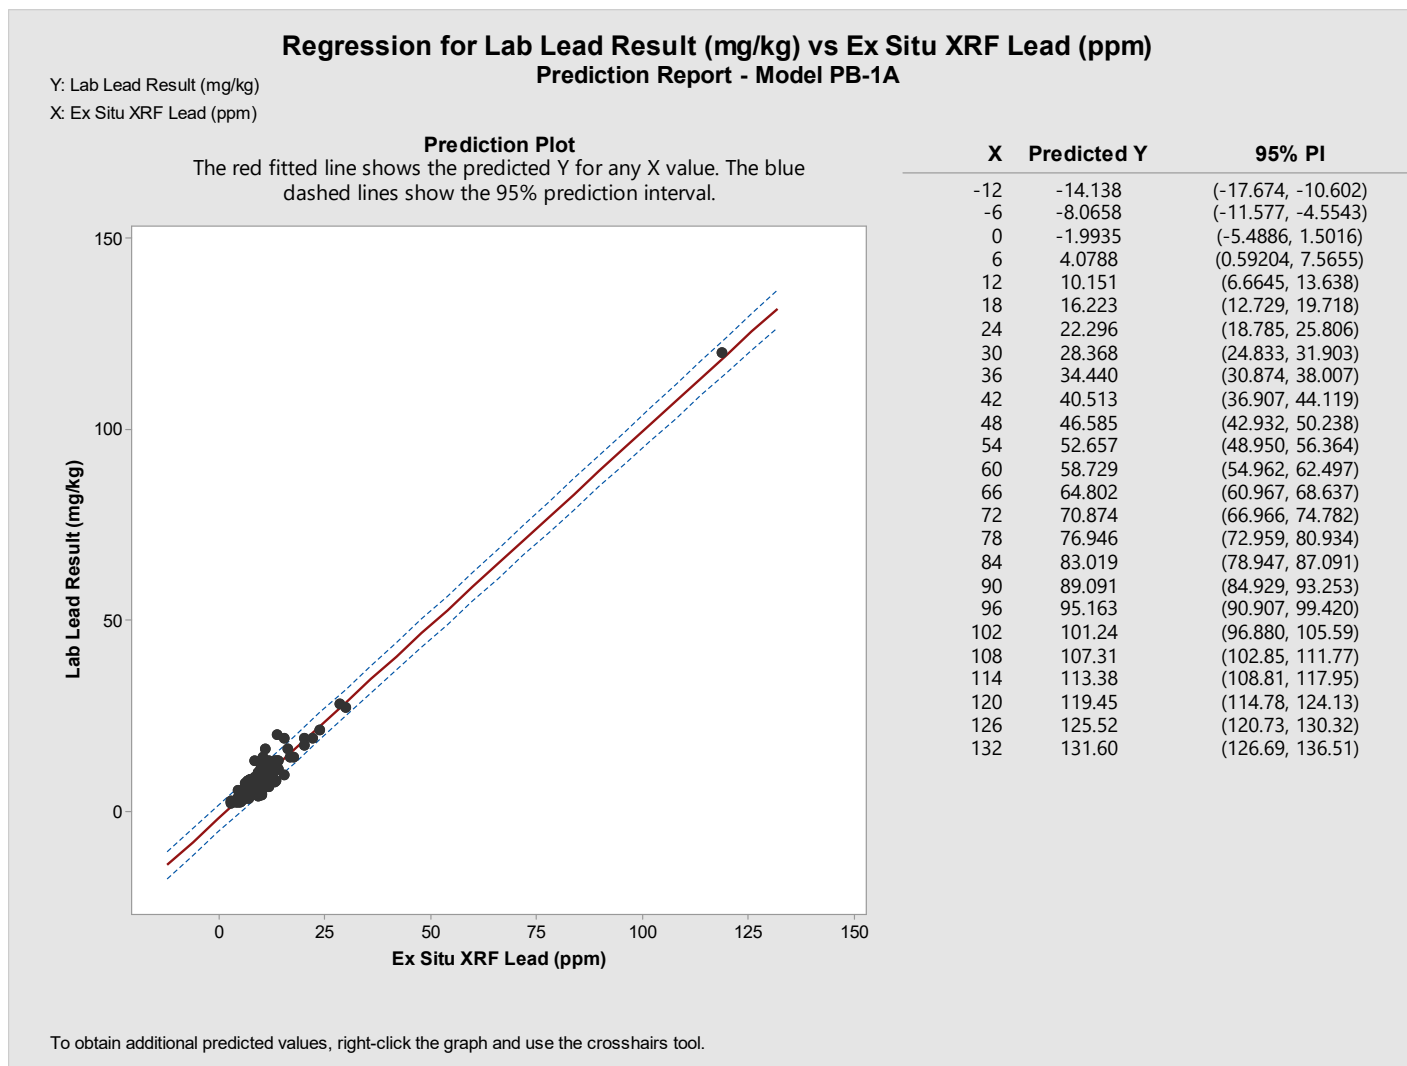 Regression for Lab Lead Result (mg/kg) vs Ex Situ XRF Lead (ppm)
Prediction Report - Model PB-1A
Y: Lab Lead Result (mg/kg)
X: Ex Situ XRF Lead (ppm)
Prediction Plot
The red fitted line shows the predicted Y for any X value. The blue
dashed lines show the 95% prediction interval.
150
100
50
0
Lab Lead Result (mg/kg)
0 25 50 75 100 125 150
Ex Situ XRF Lead (ppm)
X Predicted Y 95% PI
-12 -14.138 (-17.674, -10.602)
-6 -8.0658 (-11.577, -4.5543)
0 -1.9935 (-5.4886, 1.5016)
6 4.0788 (0.59204, 7.5655)
12 10.151 (6.6645, 13.638)
18 16.223 (12.729, 19.718)
24 22.296 (18.785, 25.806)
30 28.368 (24.833, 31.903)
36 34.440 (30.874, 38.007)
42 40.513 (36.907, 44.119)
48 46.585 (42.932, 50.238)
54 52.657 (48.950, 56.364)
60 58.729 (54.962, 62.497)
66 64.802 (60.967, 68.637)
72 70.874 (66.966, 74.782)
78 76.946 (72.959, 80.934)
84 83.019 (78.947, 87.091)
90 89.091 (84.929, 93.253)
96 95.163 (90.907, 99.420)
102 101.24 (96.880, 105.59)
108 107.31 (102.85, 111.77)
114 113.38 (108.81, 117.95)
120 119.45 (114.78, 124.13)
126 125.52 (120.73, 130.32)
132 131.60 (126.69, 136.51)
To obtain additional predicted values, right-click the graph and use the crosshairs tool.